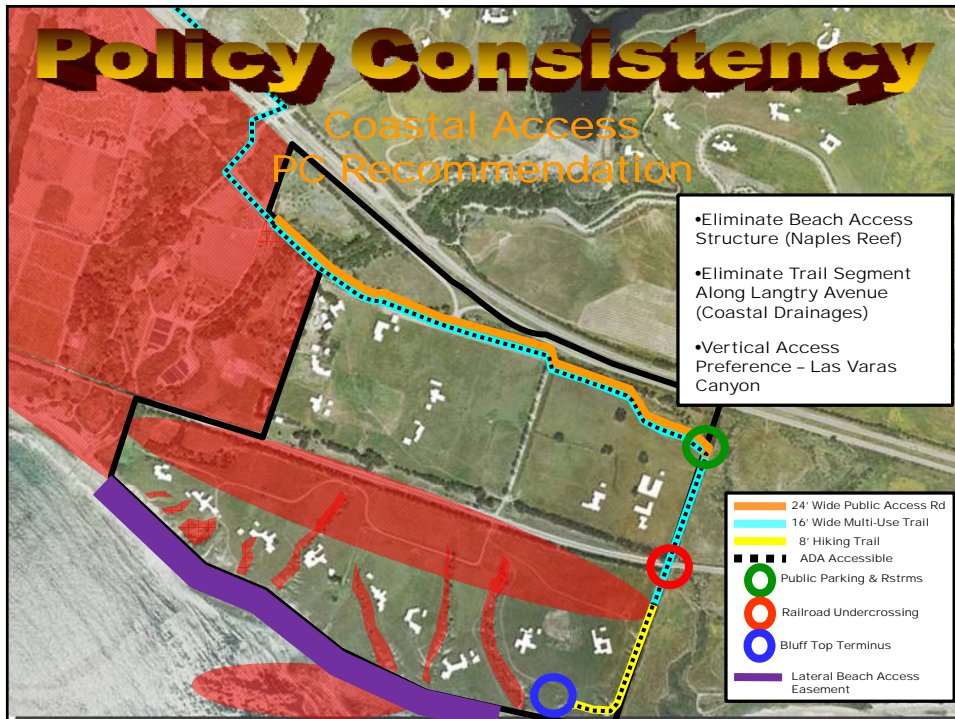 Policy Consistency
Coastal Access
PC Recommendation
•Eliminate Beach Access
Structure (Naples Reef)
•Eliminate Trail Segment
Along Langtry Avenue
(Coastal Drainages)
•Vertical Access
Preference – Las Varas
Canyon
24' Wide Public Access Rd
16' Wide Multi-Use Trail
8' Hiking Trail
ADA Accessible
Public Parking & Rstrms
Railroad Undercrossing
Bluff Top Terminus
Lateral Beach Access
Easement